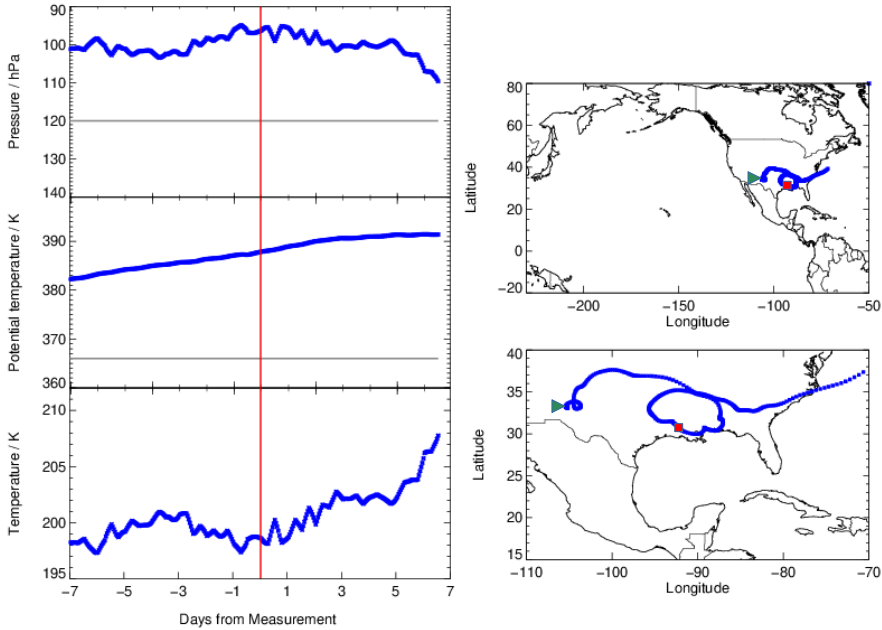 90
100
110
120
130
140
Pressure / hPa
390
380
370
360
Potential temperature / K
210
205
200
195
Temperature / K
−7 −5 −3 −1 1 3 5 7
Days from Measurement
80
60
40
20
0
−20
Latitude
−200 −150 −100 −50
Longitude
40
35
30
25
20
15
Latitude
−110 −100 −90 −80 −70
Longitude